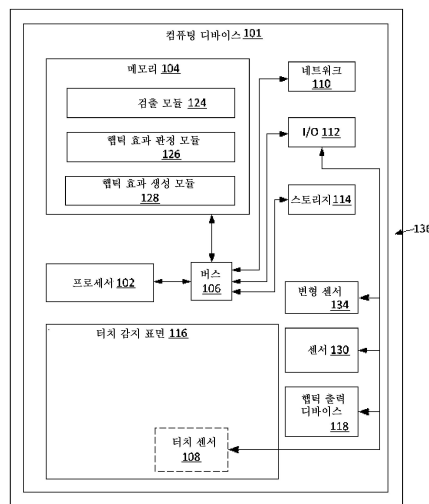 컴퓨팅 디바이스 101
메모리 104
검출 모듈 124
햅틱 효과 판정 모듈
126
햅틱 효과 생성 모듈
128
네트워크
110
I/O 112
스토리지 114
프로세서 102
버스
106
136
변형 센서
134
센서
130
햅틱 출력
디바이스
118
터치 감지 표면 116
터치 센서
108